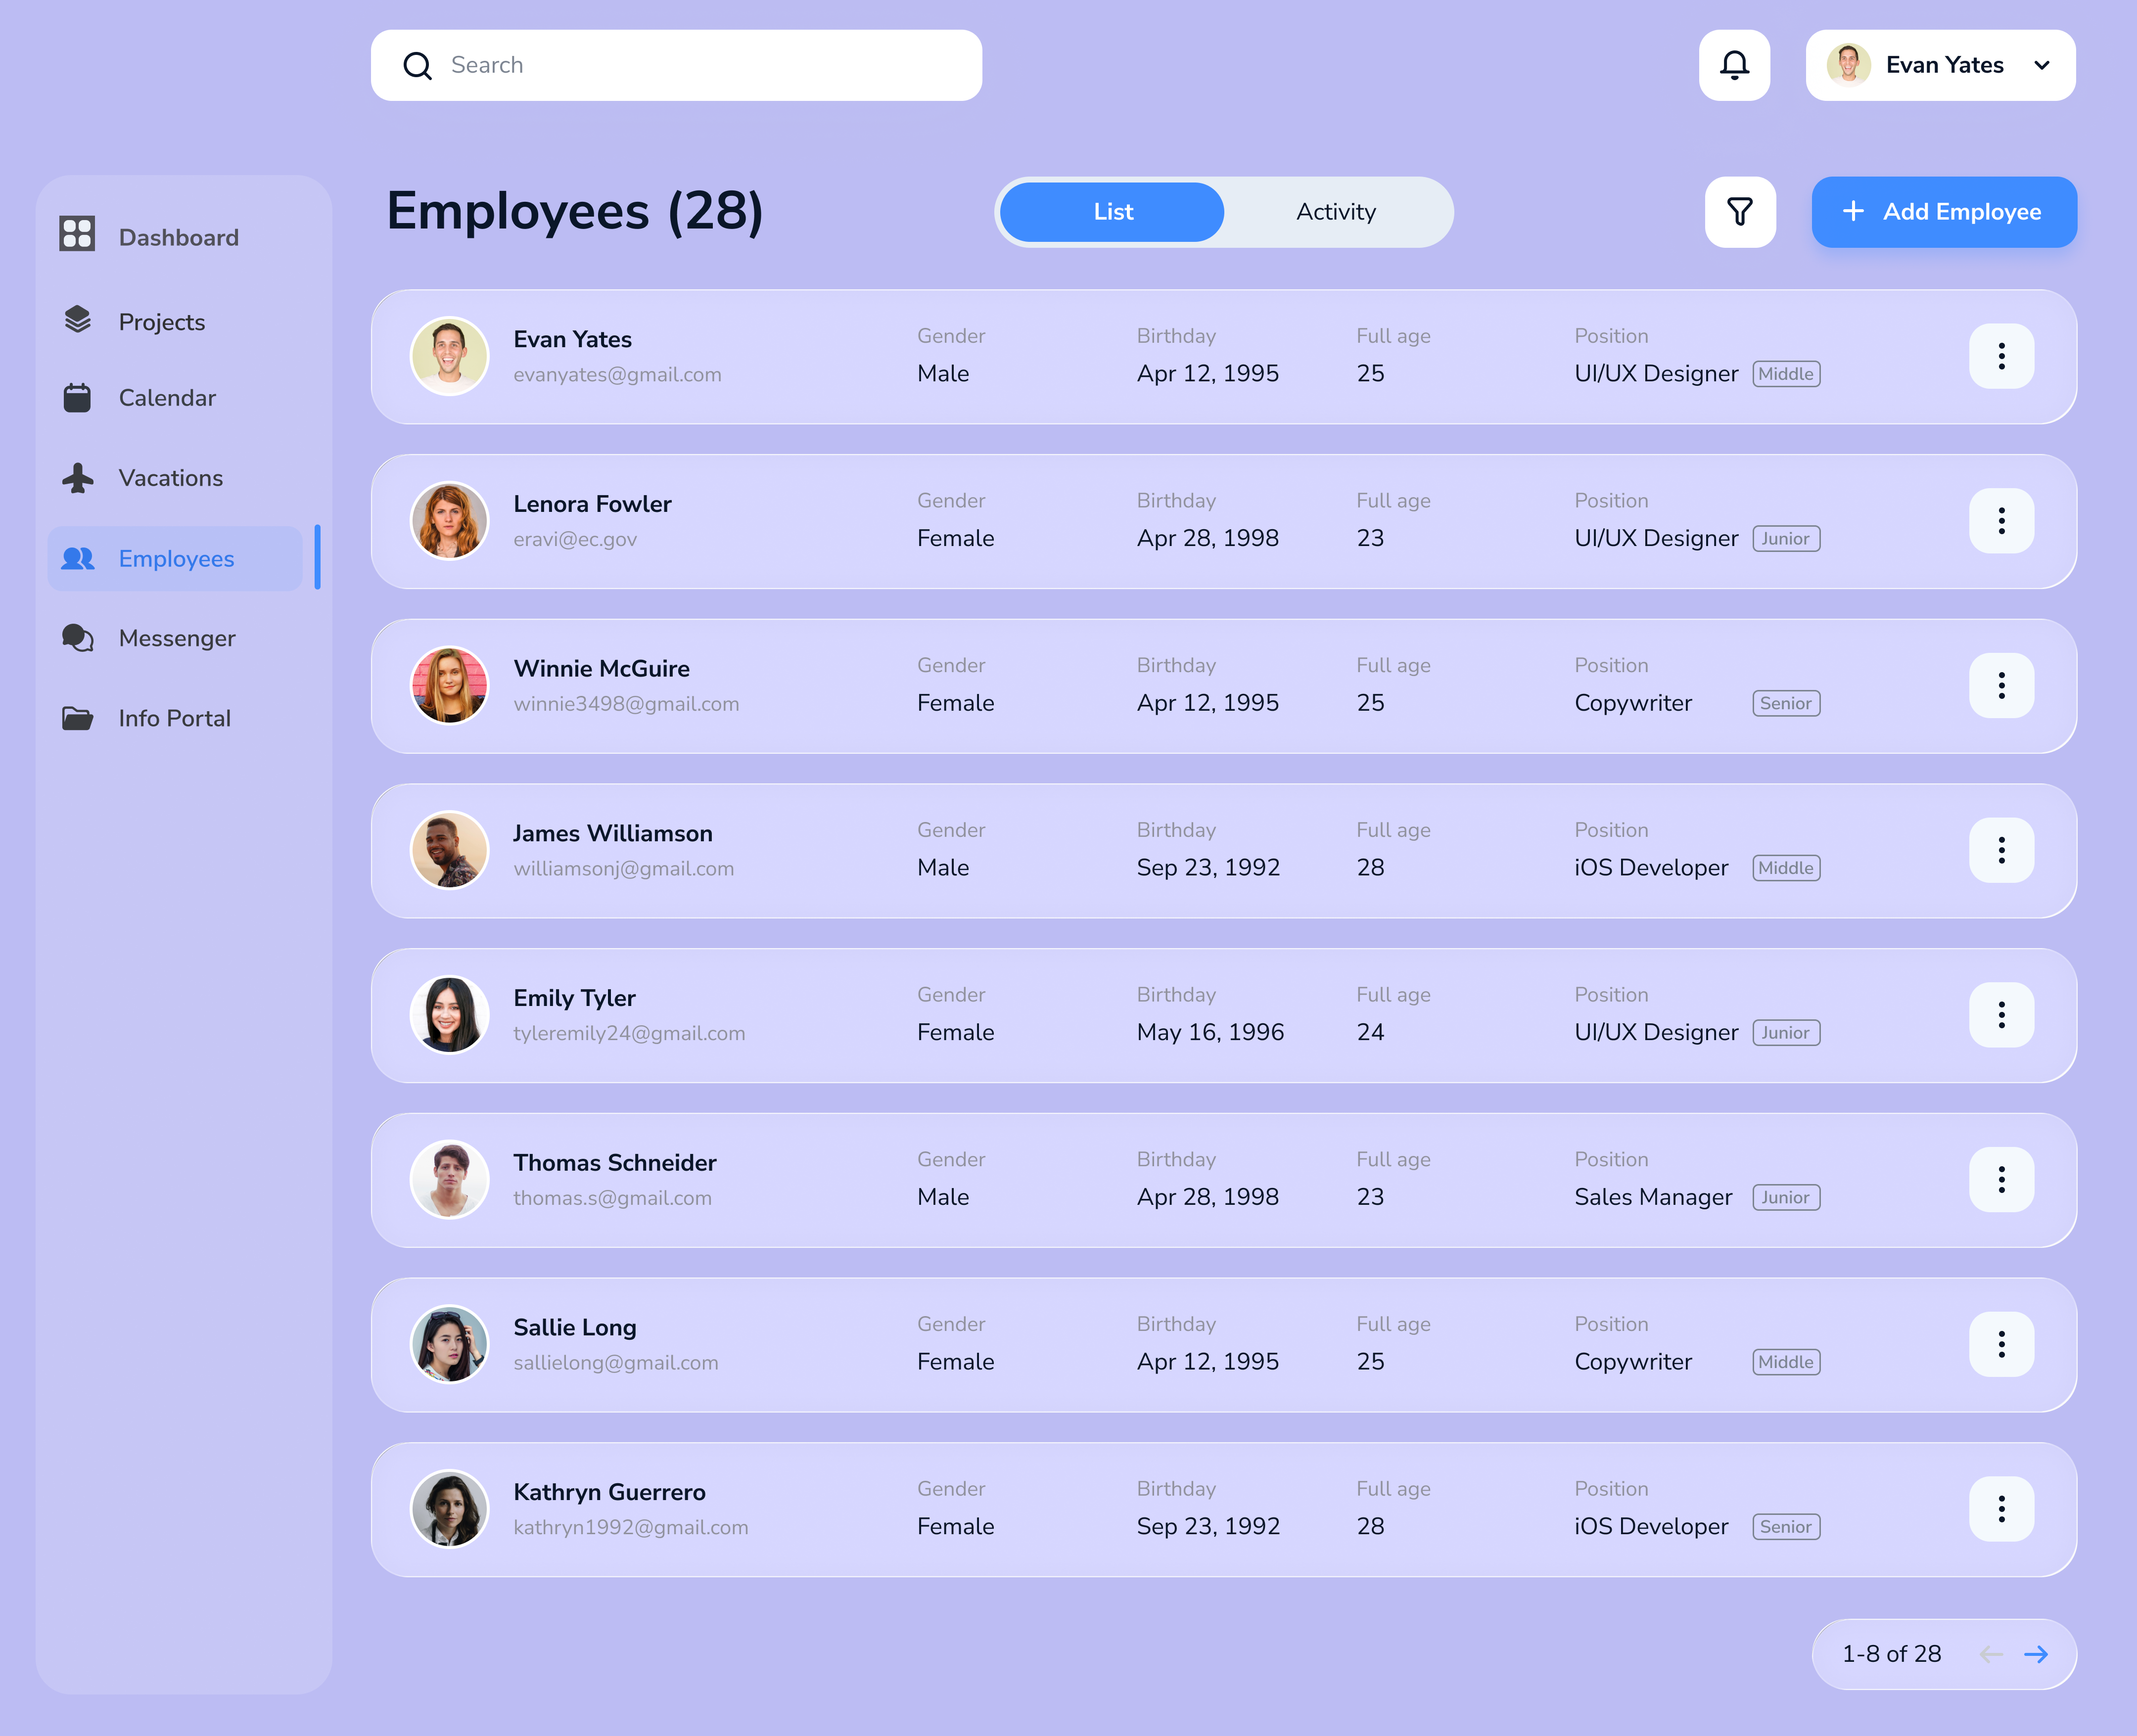 Search
Evan Yates
Dashboard
Projects
Calendar
Vacations
Employees
Messenger
Info Portal
Employees (28)
List
Activity
Add Employee
Evan Yates
evanyates@gmail.com
Gender
Male
Birthday
Apr 12, 1995
Full age
25
Position
UI/UX Designer Middle
Lenora Fowler
eravi@ec.gov
Gender
Female
Birthday
Apr 28, 1998
Full age
23
Position
UI/UX Designer Junior
Winnie McGuire
winnie3498@gmail.com
Gender
Female
Birthday
Apr 12, 1995
Full age
25
Position
Copywriter Senior
James Williamson
williamsonj@gmail.com
Gender
Male
Birthday
Sep 23, 1992
Full age
28
Position
iOS Developer Middle
Emily Tyler
tyleremily24@gmail.com
Gender
Female
Birthday
May 16, 1996
Full age
24
Position
UI/UX Designer Junior
Thomas Schneider
thomas.s@gmail.com
Gender
Male
Birthday
Apr 28, 1998
Full age
23
Position
Sales Manager Junior
Sallie Long
sallielong@gmail.com
Gender
Female
Birthday
Apr 12, 1995
Full age
25
Position
Copywriter Middle
Kathryn Guerrero
kathryn1992@gmail.com
Gender
Female
Birthday
Sep 23, 1992
Full age
28
Position
iOS Developer Senior
1-8 of 28